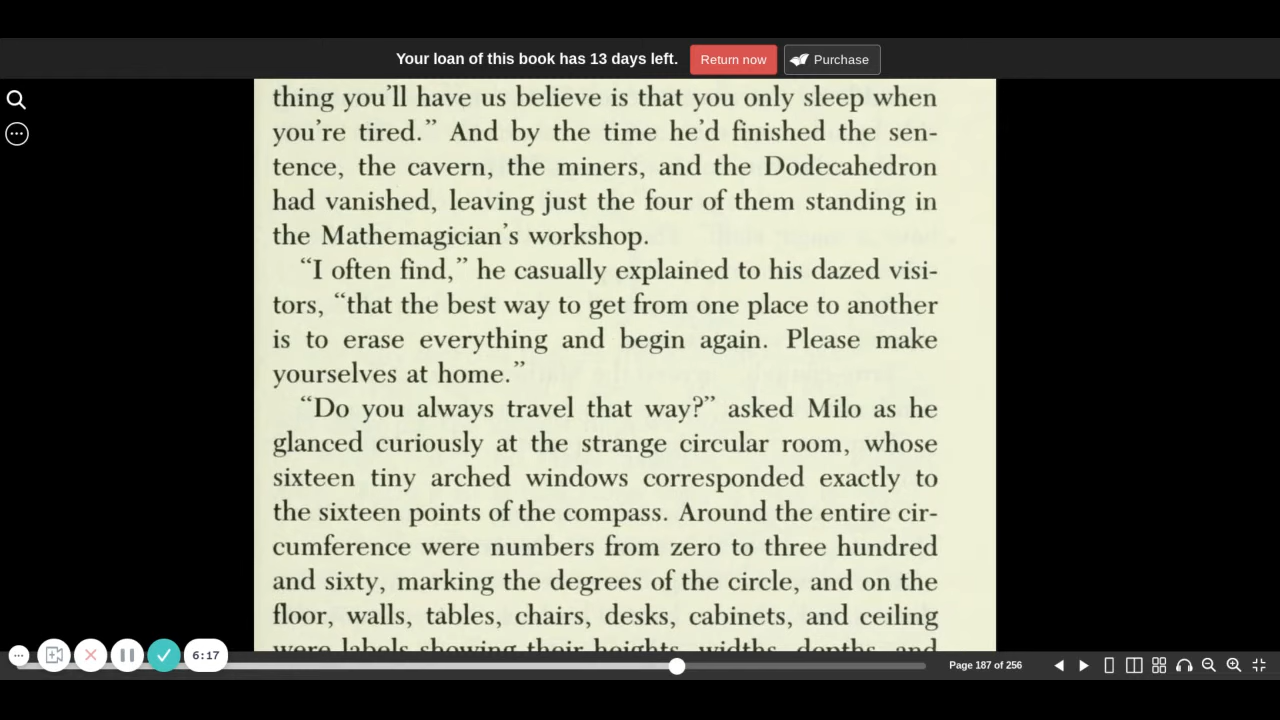 Your loan of this book has 13 days left.
Return now
Purchase
thing you'll have us believe is that you only sleep when
you're tired.” And by the time he'd finished the sen-
tence, the cavern, the miners, and the Dodecahedron
had vanished, leaving just the four of them standing in
the Mathemagician's workshop.
“I often find,” he casually explained to his dazed visi-
tors, “that the best way to get from one place to another
is to erase everything and begin again. Please make
yourselves at home.”
“Do you always travel that way?” asked Milo as he
glanced curiously at the strange circular room, whose
sixteen tiny arched windows corresponded exactly to
the sixteen points of the compass. Around the entire cir-
cumference were numbers from zero to three hundred
and sixty, marking the degrees of the circle, and on the
floor, walls, tables, chairs, desks, cabinets, and ceiling
were labels showing their heights, widths, depths, and
6:17
Page 187 of 256